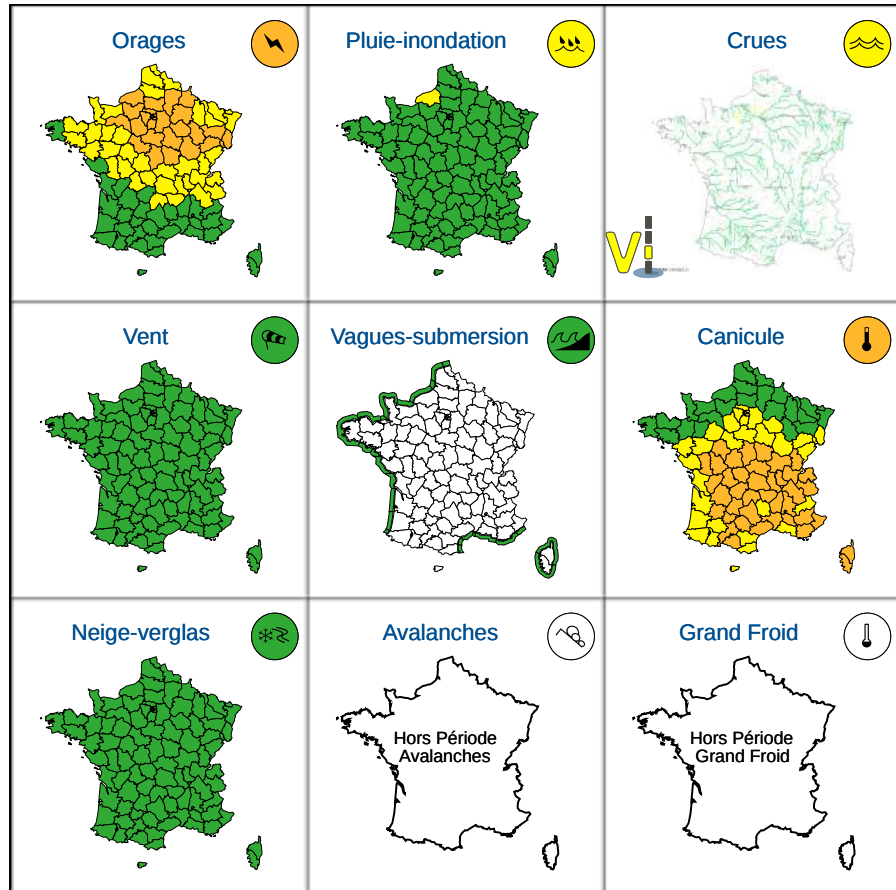 Orages
Pluie-inondation
Crues
Vi
Vent
Vagues-submersion
Canicule
Neige-verglas
Avalanches
Grand Froid
Hors Période
Avalanches
Hors Période
Grand Froid